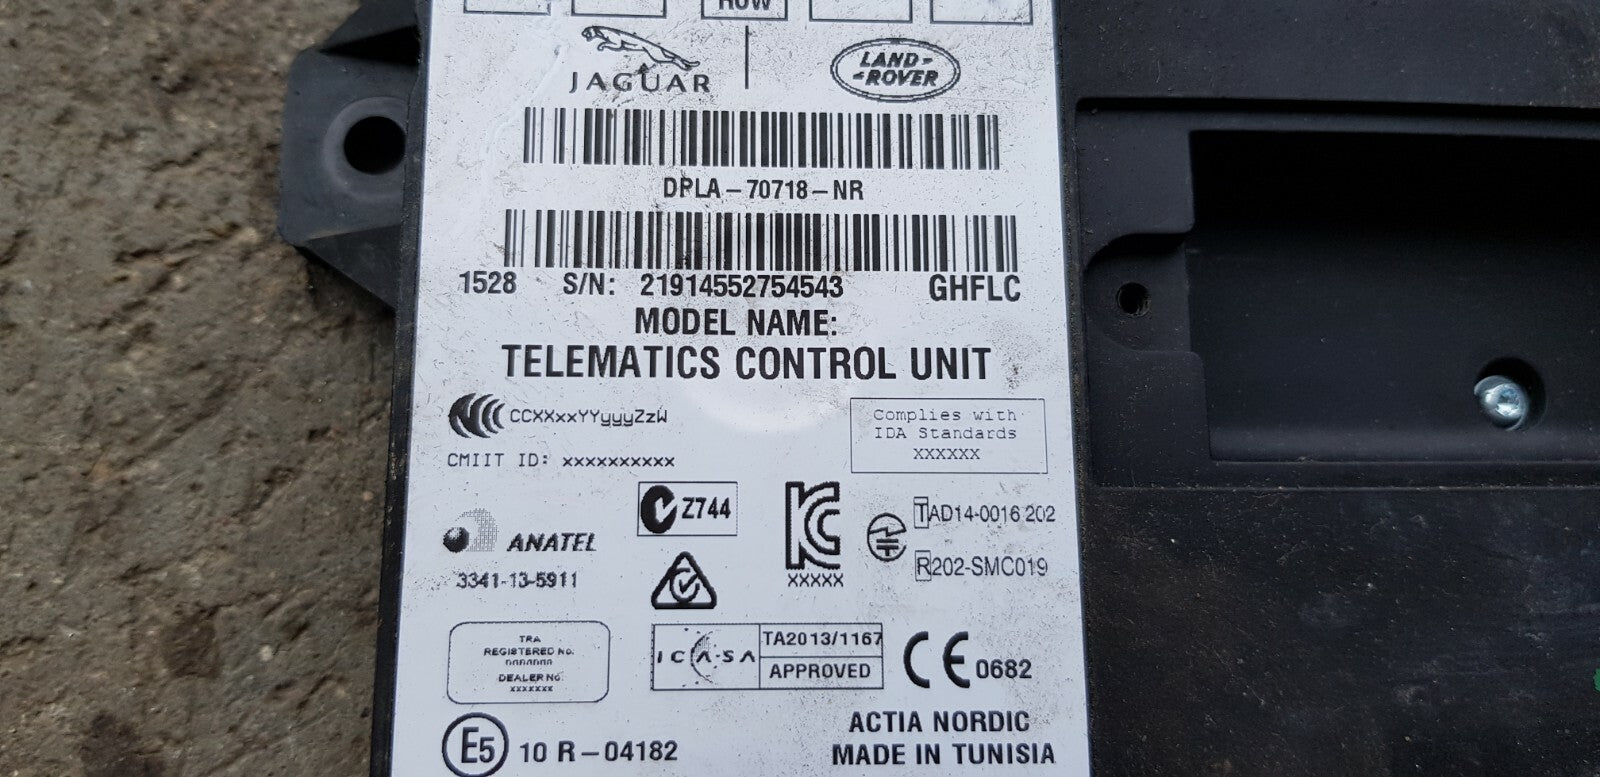 ROW
JAGUAR
LAND-
-ROVER
DPLA-70718-NR
1528 S/N: 21914552754543 GHFLC
MODEL NAME:
TELEMATICS CONTROL UNIT
CCXXxxYYyyyZzW
CMIIT ID: xxxxxxxxxx
Complies with
IDA Standards
XXXXXX
Z744
ANATEL
3341-13-5911
KC
XXXXX
TAD14-0016 202
R202-SMC019
TRA
REGISTERED No:
DEALER No:
XXXXXXX
ICASA
TA2013/1167
APPROVED
CE 0682
E5 10 R-04182
ACTIA NORDIC
MADE IN TUNISIA